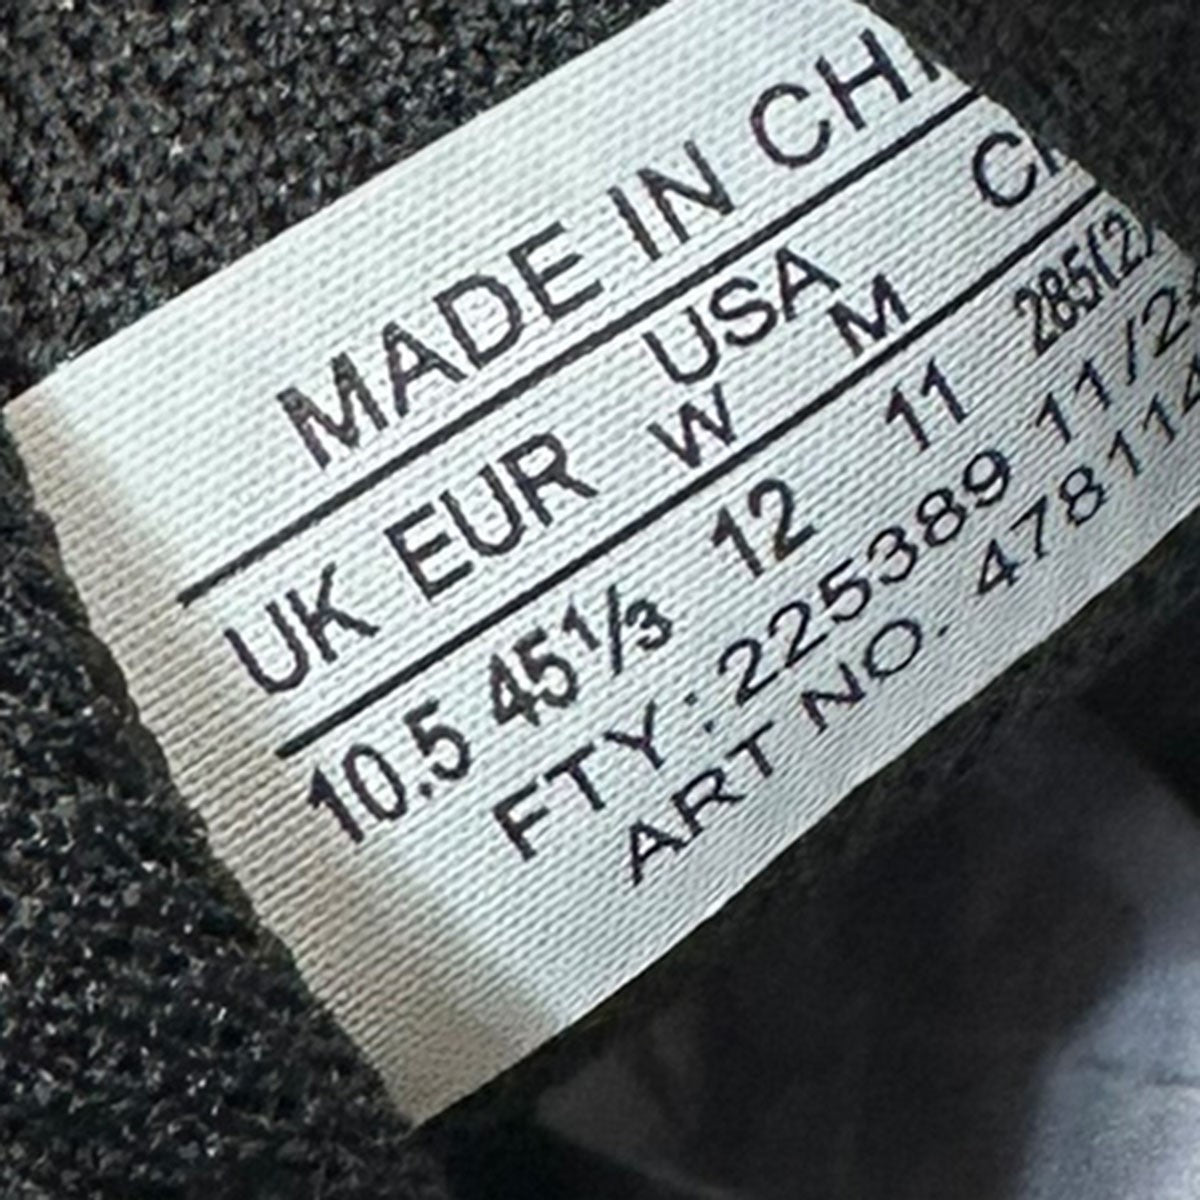 MADE IN CH
UK EUR USA C
W M
10.5 45⅓ 12 11 285(2)
FTY: 225389 11/2
ART NO. 47811